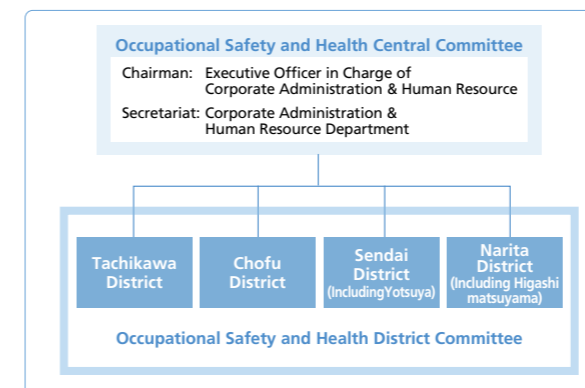 Occupational Safety and Health Central Committee
Chairman: Executive Officer in Charge of
Corporate Administration & Human Resource
Secretariat: Corporate Administration &
Human Resource Department
Tachikawa
District
Chofu
District
Sendai
District
(IncludingYotsuya)
Narita
District
(Including Higashi
matsuyama)
Occupational Safety and Health District Committee